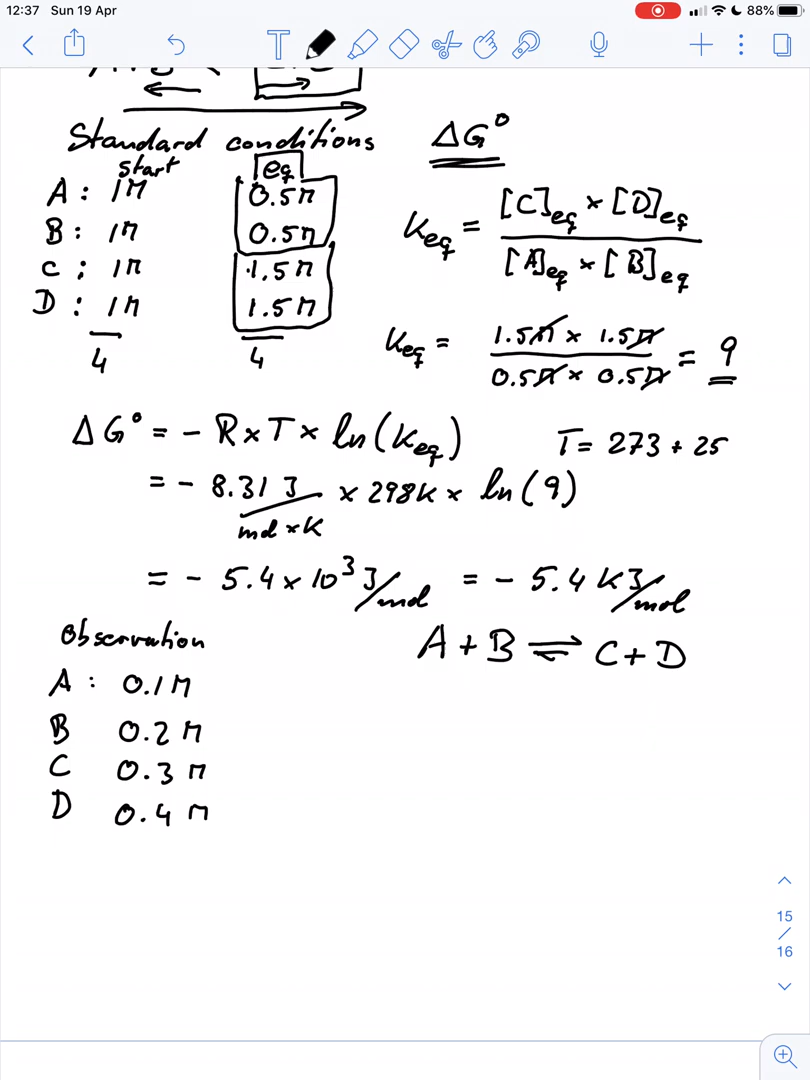 12:37 Sun 19 Apr
88%
T
Standard conditions
ΔG°
start
eq
A : 1M 0.5M
B : 1M 0.5M
C : 1M 1.5M
D : 1M 1.5M
4 4
Keq = [C]eq × [D]eq / [A]eq × [B]eq
Keq = 1.5M × 1.5M / 0.5M × 0.5M = 9
ΔG° = - R × T × ln(Keq)
T = 273 + 25
= - 8.31 J / mol × K × 298K × ln(9)
= - 5.4 × 10³ J/mol = - 5.4 KJ/mol
Observation
A + B ⇌ C + D
A : 0.1M
B 0.2M
C 0.3M
D 0.4M
15
/
16